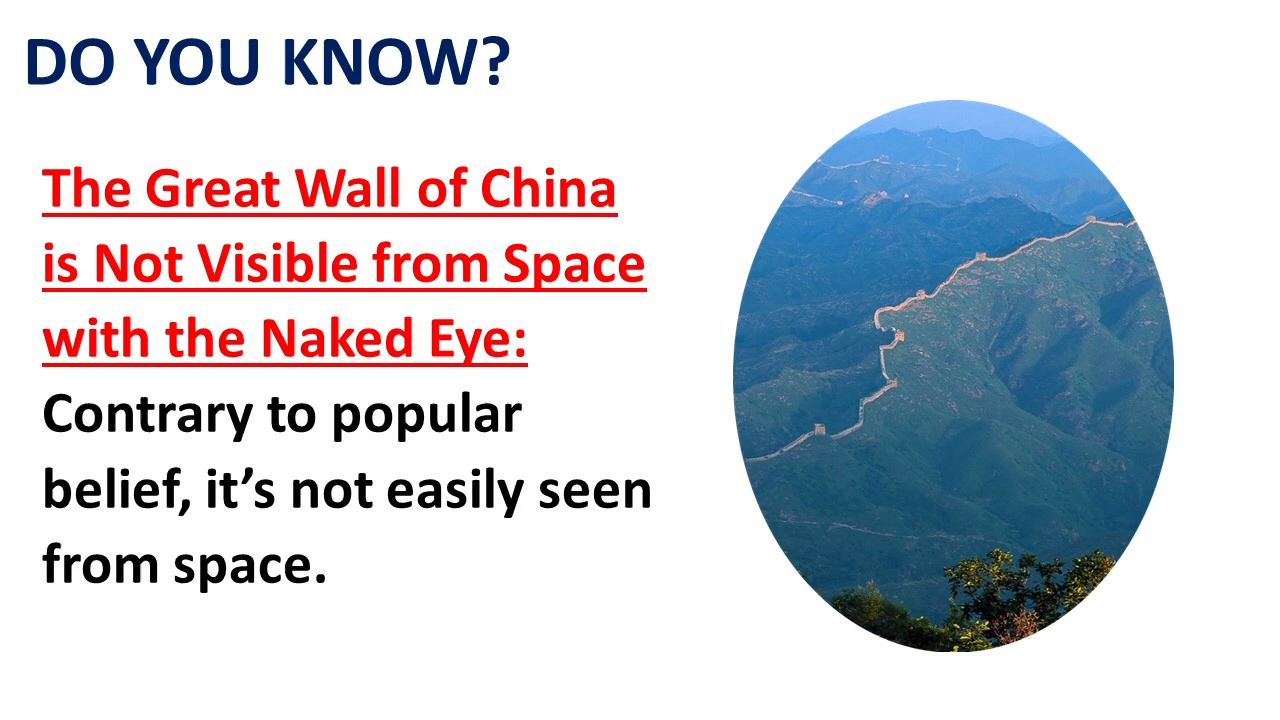 DO YOU KNOW?
The Great Wall of China
is Not Visible from Space
with the Naked Eye:
Contrary to popular
belief, it’s not easily seen
from space.